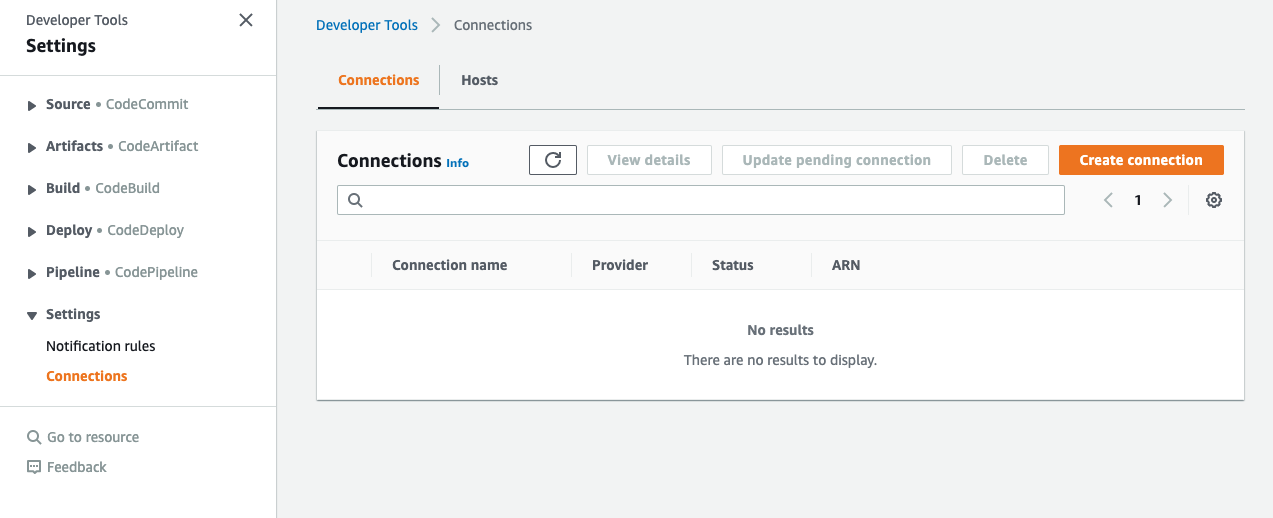 Developer Tools
Settings
Source • CodeCommit
Artifacts • CodeArtifact
Build • CodeBuild
Deploy • CodeDeploy
Pipeline • CodePipeline
Settings
Notification rules
Connections
Go to resource
Feedback
Developer Tools > Connections
Connections Hosts
Connections Info View details Update pending connection Delete Create connection
1
Connection name Provider Status ARN
No results
There are no results to display.